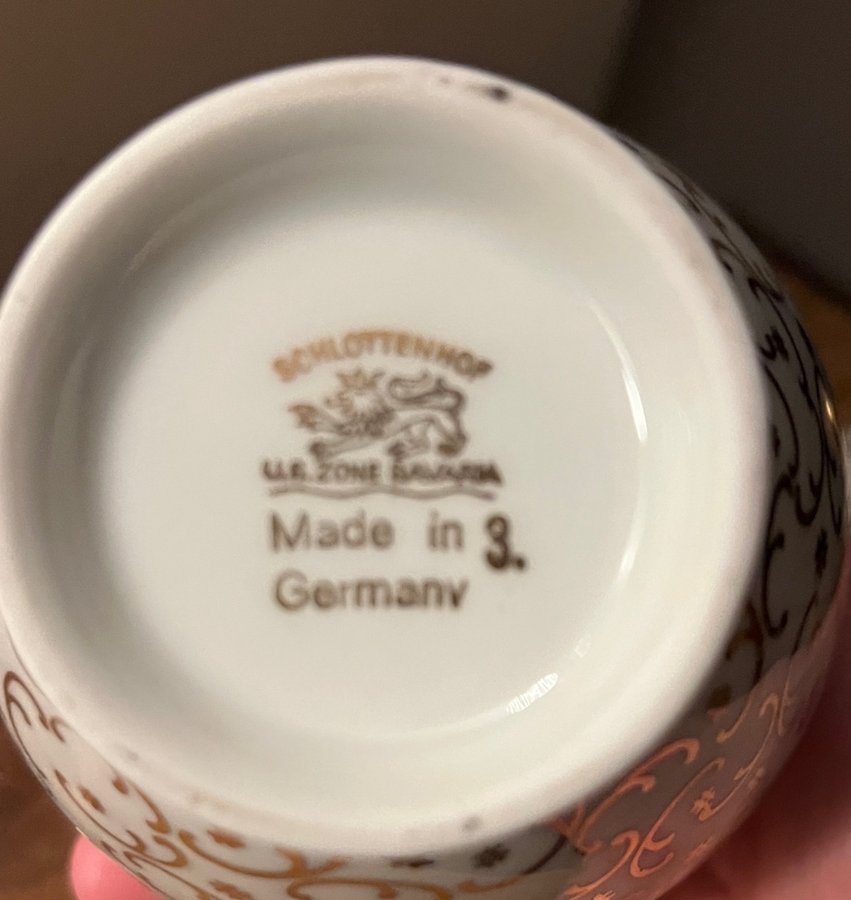 SCHLOTTENHOF
U.S. ZONE BAVARIA
Made in 3.
Germany